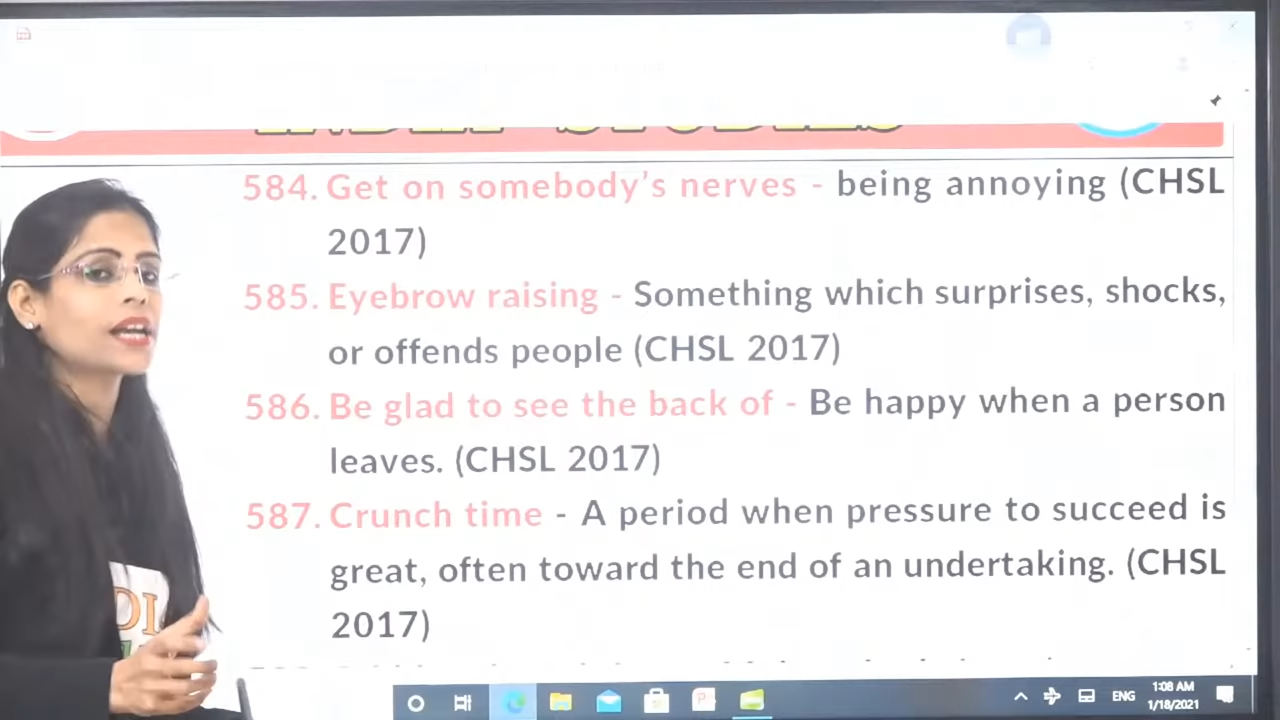 584. Get on somebody's nerves - being annoying (CHSL
2017)
585. Eyebrow raising - Something which surprises, shocks,
or offends people (CHSL 2017)
586. Be glad to see the back of - Be happy when a person
leaves. (CHSL 2017)
587. Crunch time - A period when pressure to succeed is
great, often toward the end of an undertaking. (CHSL
2017)
ENG
1:08 AM
1/18/2021